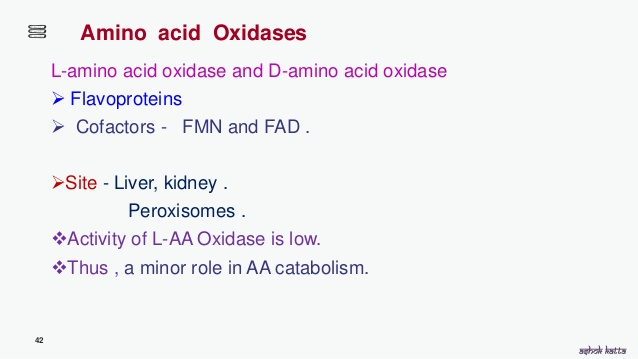 Amino acid Oxidases
L-amino acid oxidase and D-amino acid oxidase
➢ Flavoproteins
➢ Cofactors - FMN and FAD .
➢Site - Liver, kidney .
Peroxisomes .
❖Activity of L-AA Oxidase is low.
❖Thus , a minor role in AA catabolism.
42
Ashok Katta